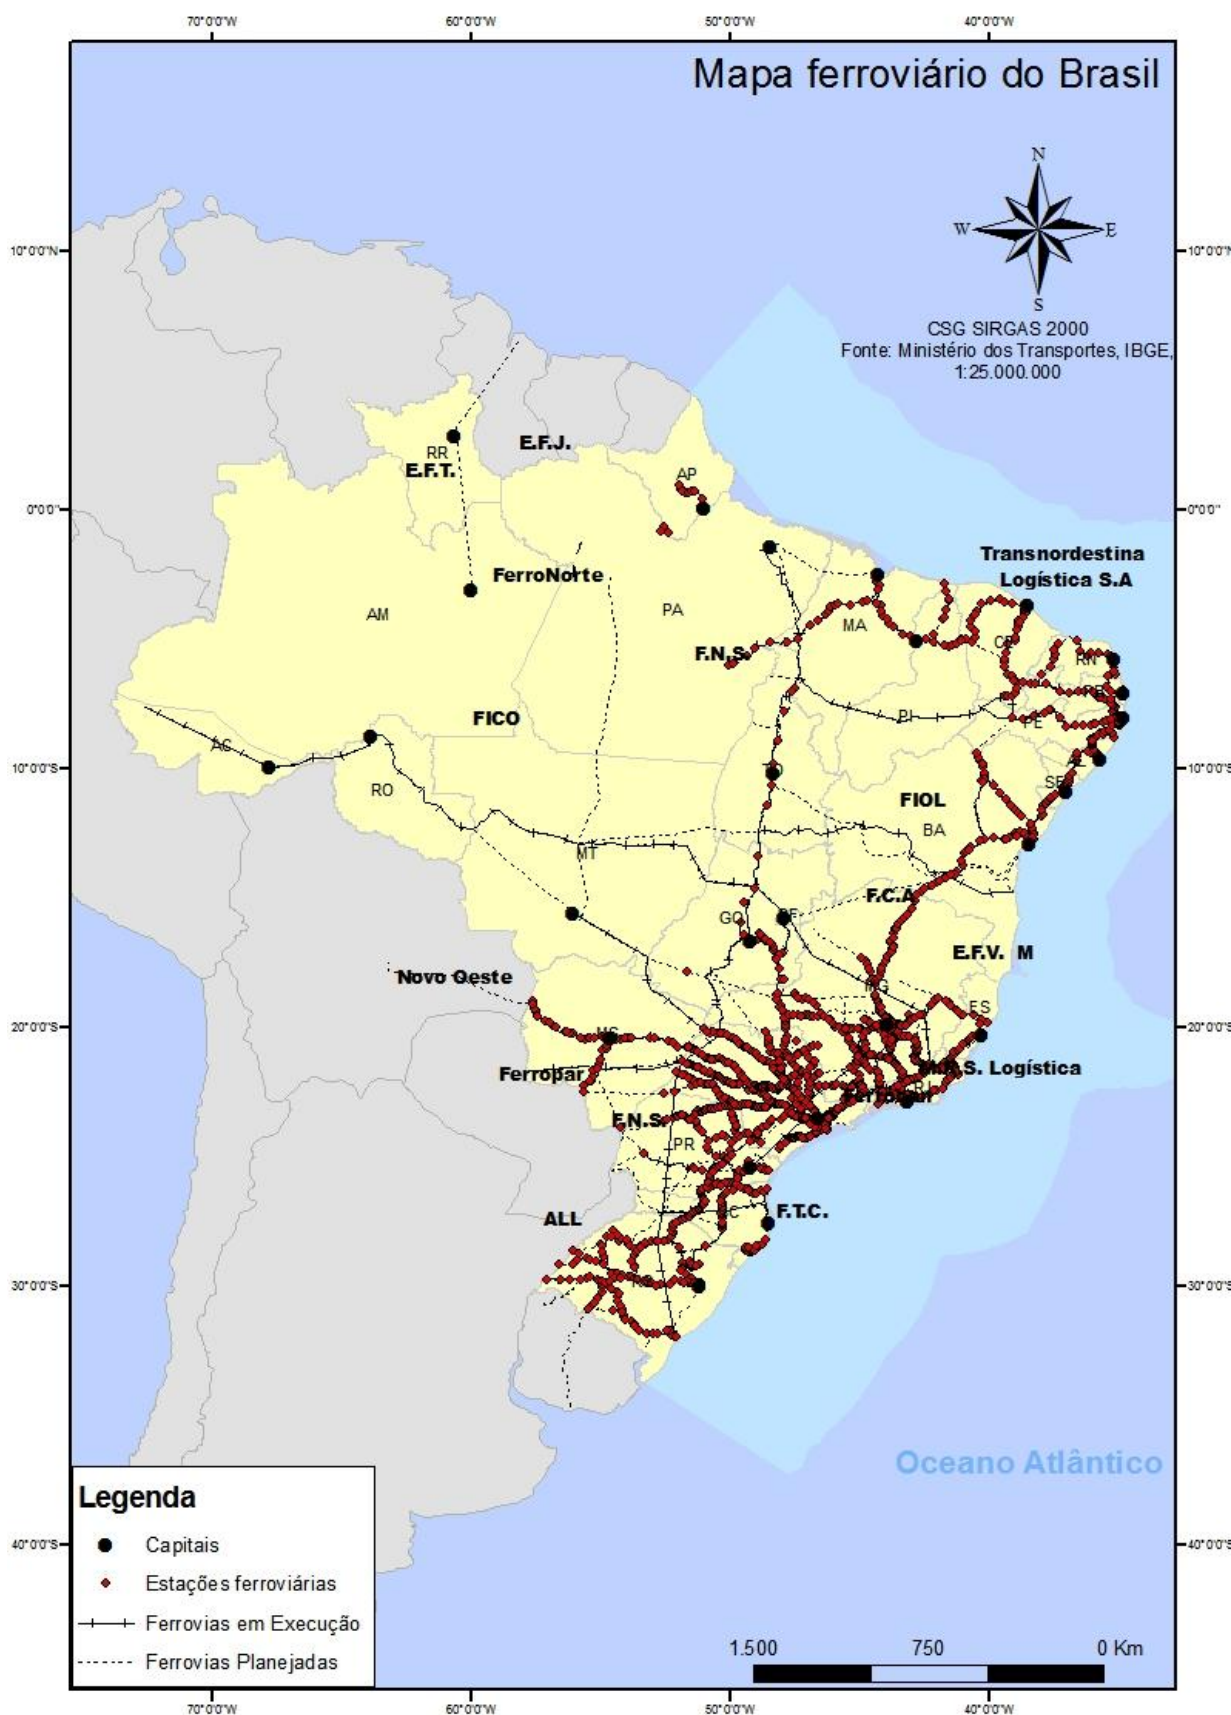 70°0'0"W 60°0'0"W 50°0'0"W 40°0'0"W
Mapa ferroviário do Brasil
N
W E
S
10°0'0"N 10°0'0"N
CSG SIRGAS 2000
Fonte: Ministério dos Transportes, IBGE,
1:25.000.000
E.F.J.
RR
E.F.T.
AP
0°0'0" 0°0'0"
Transnordestina
Logística S.A
FerroNorte
AM
PA
MA
CE
F.N.S.
RN
PB
FICO
PI
PE
AC
AL
10°0'0"S 10°0'0"S
TO
SE
RO
FIOL
BA
MT
F.C.A
GO
DF
E.F.V. M
Novo Oeste
MG
ES
20°0'0"S 20°0'0"S
MS
Ferropar
M.R.S. Logística
RJ
F.N.S.
PR
ALL
F.T.C.
SC
RS
30°0'0"S 30°0'0"S
Oceano Atlântico
Legenda
Capitais
40°0'0"S 40°0'0"S
Estações ferroviárias
Ferrovias em Execução
Ferrovias Planejadas
1.500 750 0 Km
70°0'0"W 60°0'0"W 50°0'0"W 40°0'0"W